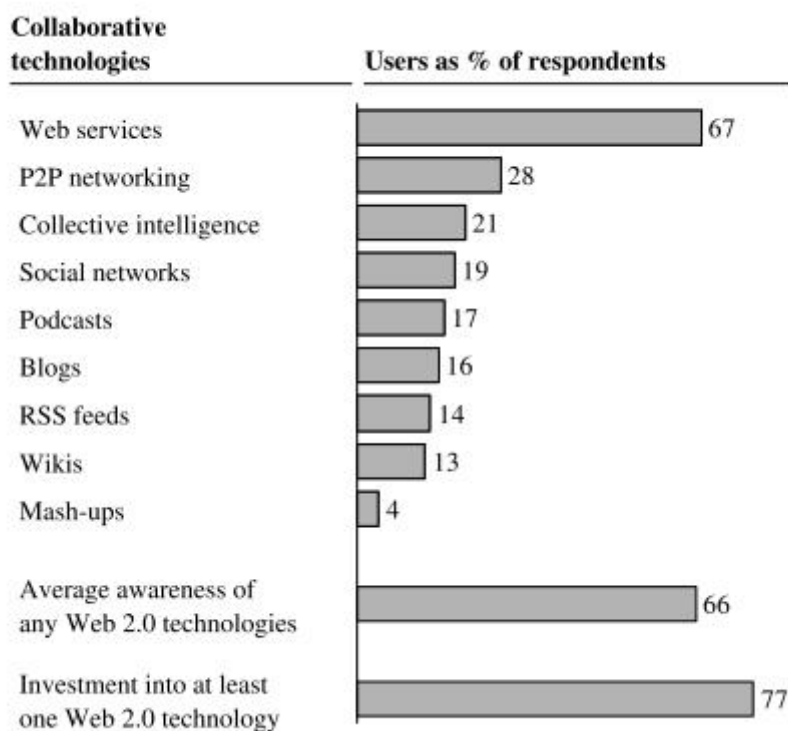 Collaborative
technologies
Users as % of respondents
Web services 67
P2P networking 28
Collective intelligence 21
Social networks 19
Podcasts 17
Blogs 16
RSS feeds 14
Wikis 13
Mash-ups 4
Average awareness of
any Web 2.0 technologies 66
Investment into at least
one Web 2.0 technology 77